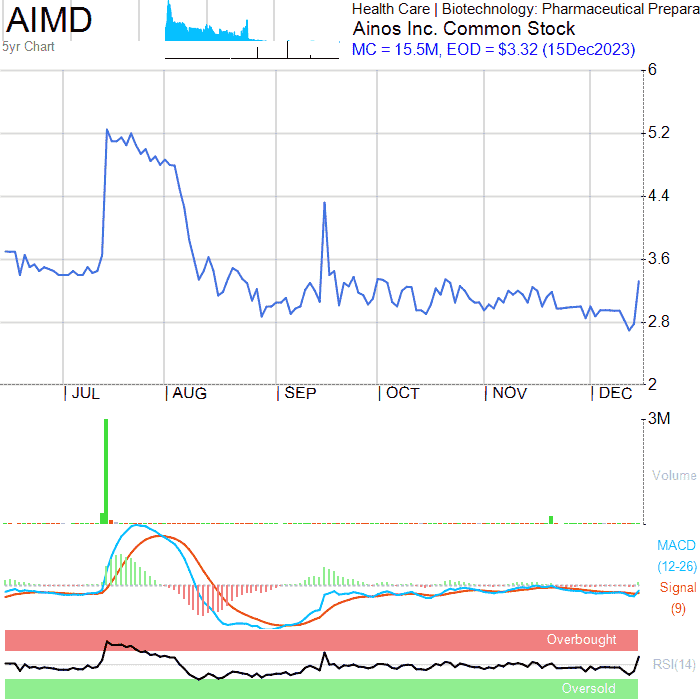 AIMD
5yr Chart
Health Care | Biotechnology: Pharmaceutical Prepara
Ainos Inc. Common Stock
MC = 15.5M, EOD = $3.32 (15Dec2023)
6
5.2
4.4
3.6
2.8
2
JUL
AUG
SEP
OCT
NOV
DEC
3M
Volume
MACD
(12-26)
Signal
(9)
Overbought
RSI(14)
Oversold